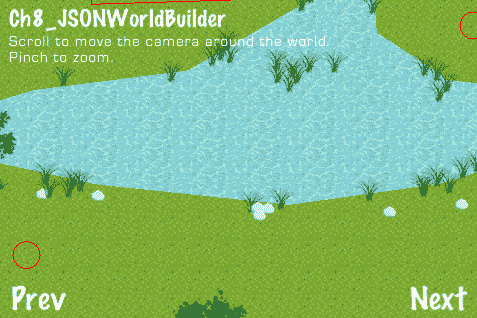 Ch8_JSONWorldBuilder
Scroll to move the camera around the world.
Pinch to zoom.
Prev
Next